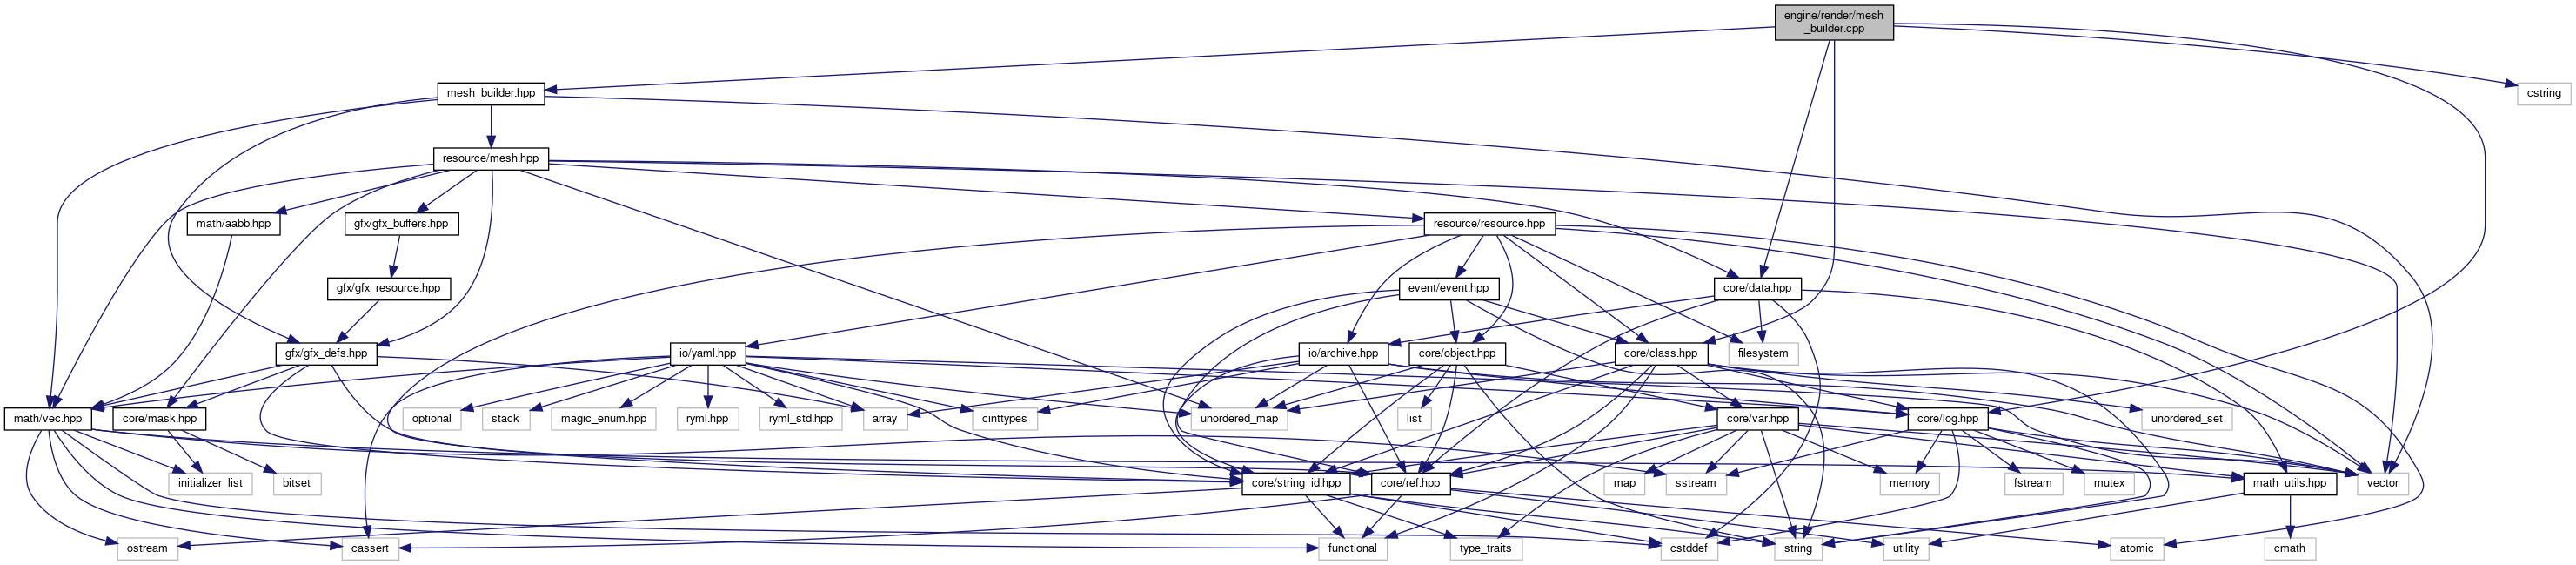 engine/render/mesh
_builder.cpp
mesh_builder.hpp
cstring
resource/mesh.hpp
math/aabb.hpp
gfx/gfx_buffers.hpp
resource/resource.hpp
gfx/gfx_resource.hpp
event/event.hpp
core/data.hpp
gfx/gfx_defs.hpp
io/yaml.hpp
io/archive.hpp
core/object.hpp
core/class.hpp
filesystem
math/vec.hpp
core/mask.hpp
optional
stack
magic_enum.hpp
ryml.hpp
ryml_std.hpp
array
cinttypes
unordered_map
list
core/var.hpp
core/log.hpp
unordered_set
initializer_list
bitset
sstream
core/string_id.hpp
core/ref.hpp
map
memory
fstream
mutex
math_utils.hpp
vector
ostream
cassert
functional
type_traits
cstddef
string
utility
atomic
cmath